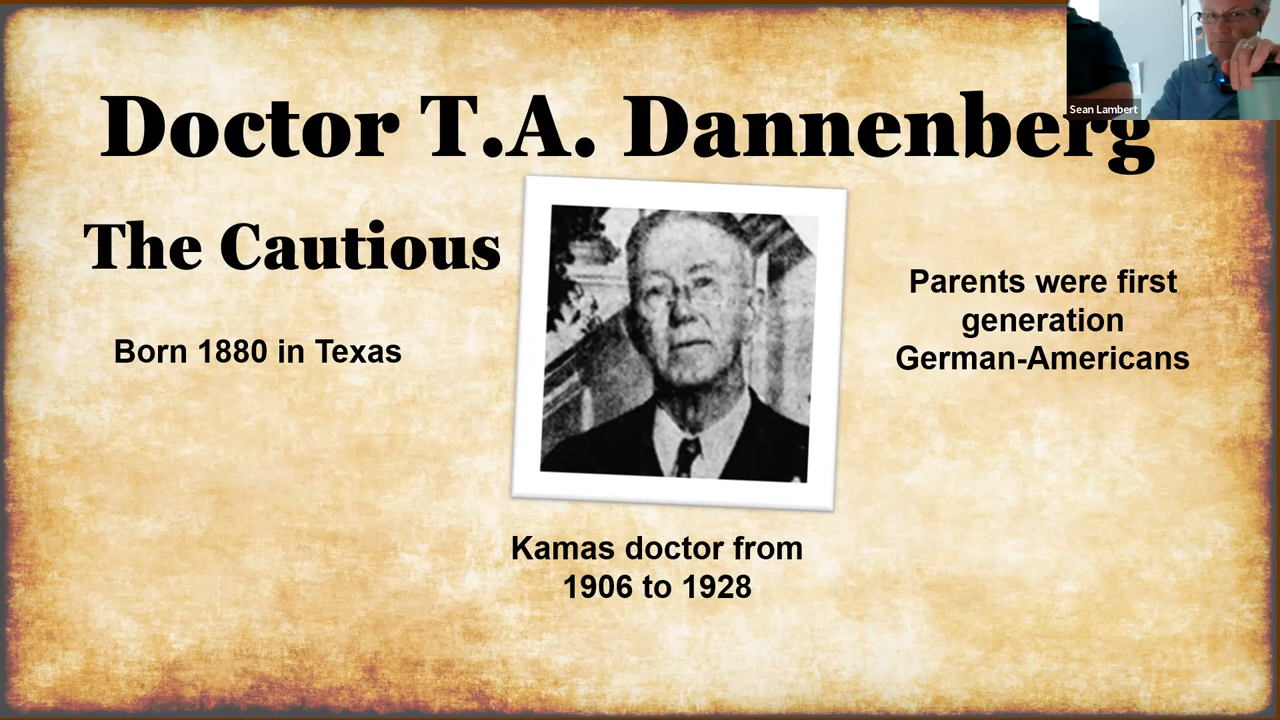 Sean Lambert
Doctor T.A. Dannenberg
The Cautious
Born 1880 in Texas
Parents were first
generation
German-Americans
Kamas doctor from
1906 to 1928